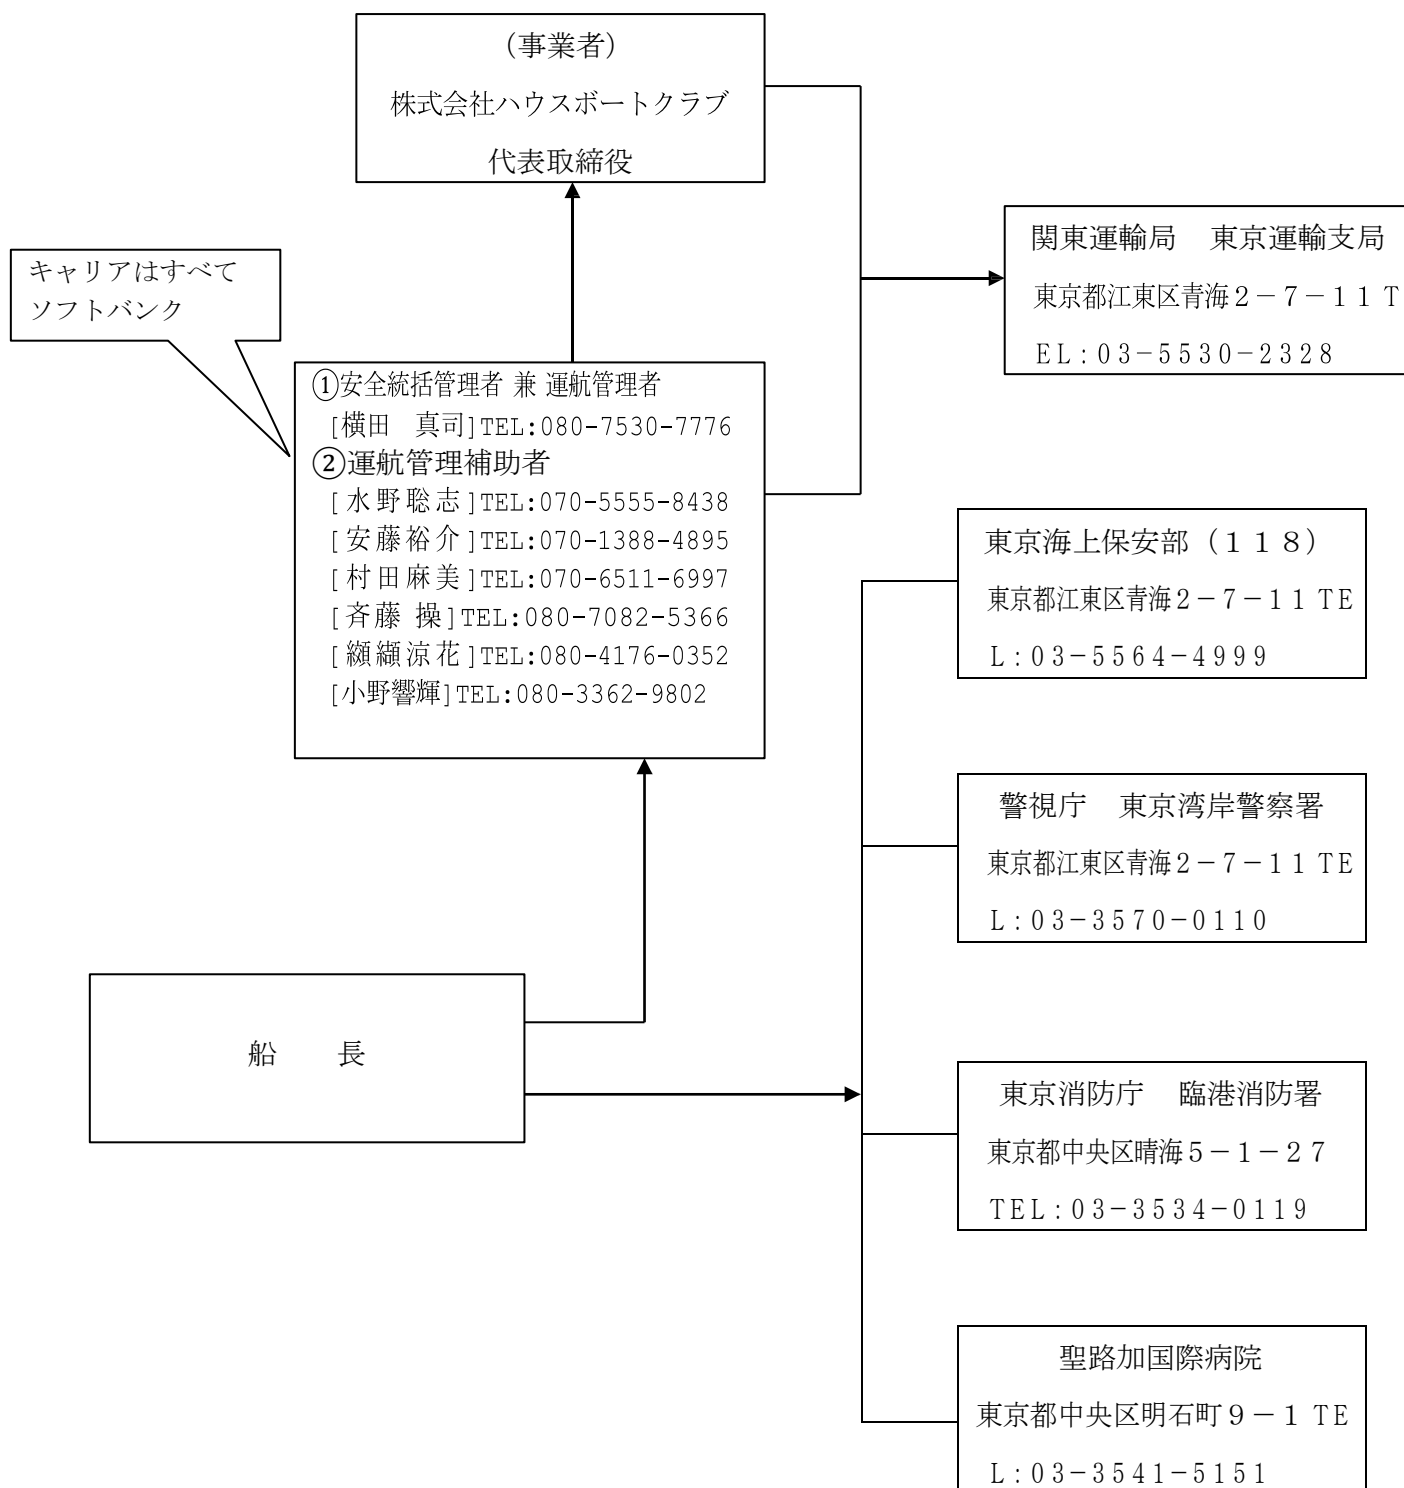 (事業者)
株式会社ハウスボートクラブ
代表取締役
関東運輸局　東京運輸支局
東京都江東区青海２－７－１１ T
EL:03-5530-2328
キャリアはすべて
ソフトバンク
①安全統括管理者 兼 運航管理者
[横田　真司]TEL:080-7530-7776
②運航管理補助者
[水野聡志]TEL:070-5555-8438
[安藤裕介]TEL:070-1388-4895
[村田麻美]TEL:070-6511-6997
[斉藤 操]TEL:080-7082-5366
[纐纈涼花]TEL:080-4176-0352
[小野響輝]TEL:080-3362-9802
東京海上保安部（１１８）
東京都江東区青海２－７－１１ TE
L:03-5564-4999
警視庁　東京湾岸警察署
東京都江東区青海２－７－１１ TE
L:03-3570-0110
船　　長
東京消防庁　臨港消防署
東京都中央区晴海５－１－２７
TEL:03-3534-0119
聖路加国際病院
東京都中央区明石町９－１ TE
L:03-3541-5151